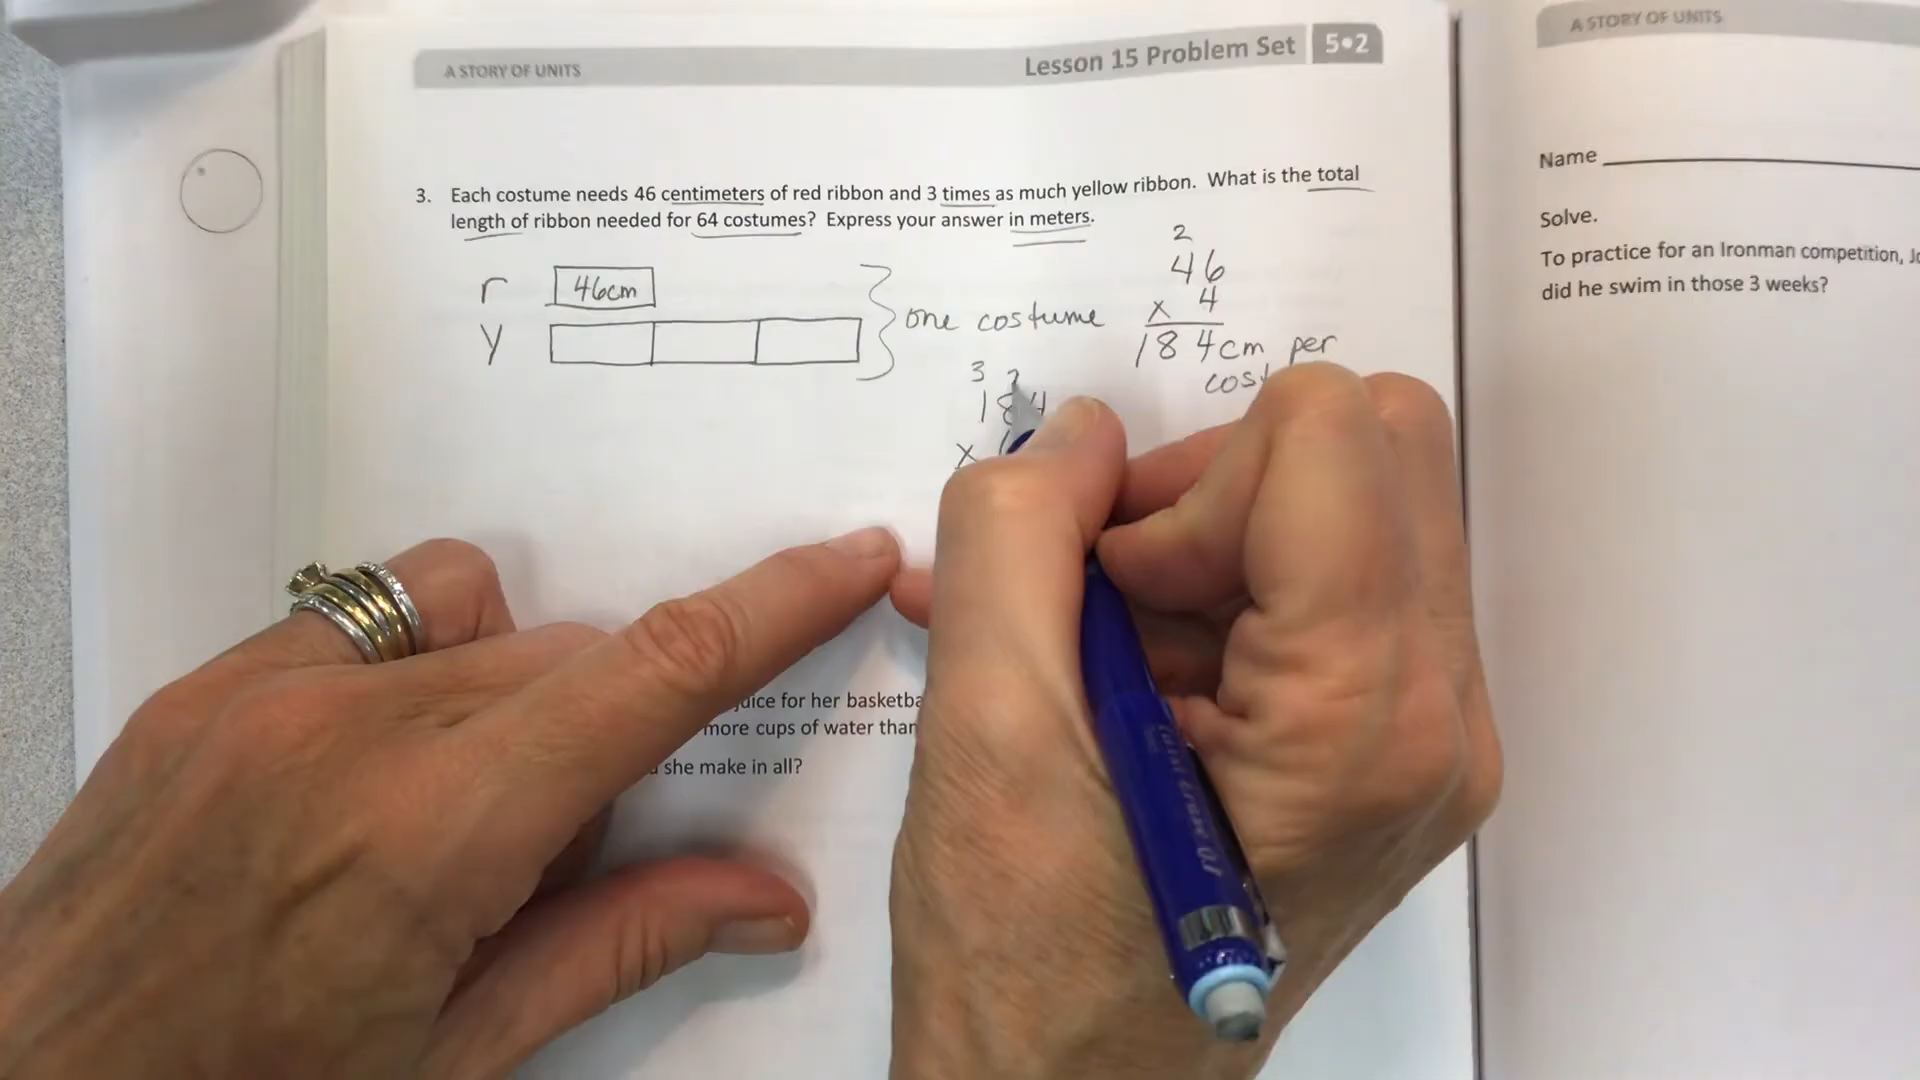 A STORY OF UNITS
Lesson 15 Problem Set 5•2
3. Each costume needs 46 centimeters of red ribbon and 3 times as much yellow ribbon. What is the total
length of ribbon needed for 64 costumes? Express your answer in meters.
r 46cm
y
one costume
2
46
x 4
184cm per
3 2
184
x
juice for her
more cups of water than
she make in all?
A STORY OF UNITS
Name
Solve.
To practice for an Ironman competition,
did he swim in those 3 weeks?